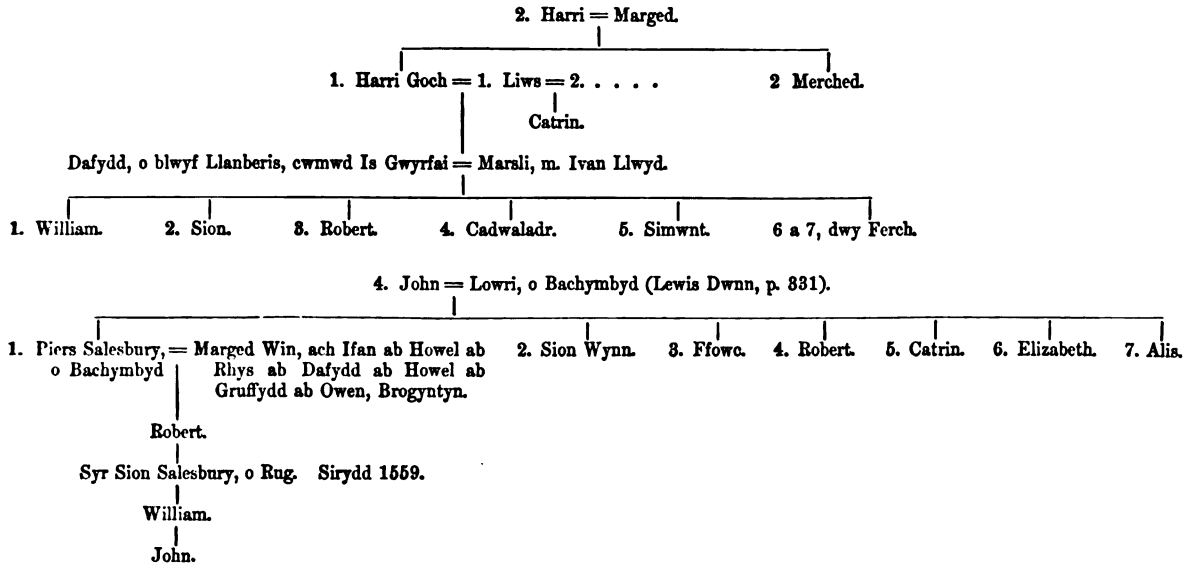 2. Harri = Marged.
1. Harri Goch = 1. Liws = 2. . . . . 2 Merched.
Catrin.
Dafydd, o blwyf Llanberis, cwmwd Is Gwyrfai = Marsli, m. Ivan Llwyd.
1. William. 2. Sion. 3. Robert. 4. Cadwaladr. 5. Simwnt. 6 a 7, dwy Ferch.
4. John = Lowri, o Bachymbyd (Lewis Dwnn, p. 331).
1. Piers Salesbury, = Marged Win, ach Ifan ab Howel ab 2. Sion Wynn. 3. Ffowc. 4. Robert. 5. Catrin. 6. Elizabeth. 7. Alis.
o Bachymbyd Rhys ab Dafydd ab Howel ab
Gruffydd ab Owen, Brogyntyn.
Robert.
Syr Sion Salesbury, o Rug. Sirydd 1559.
William.
John.